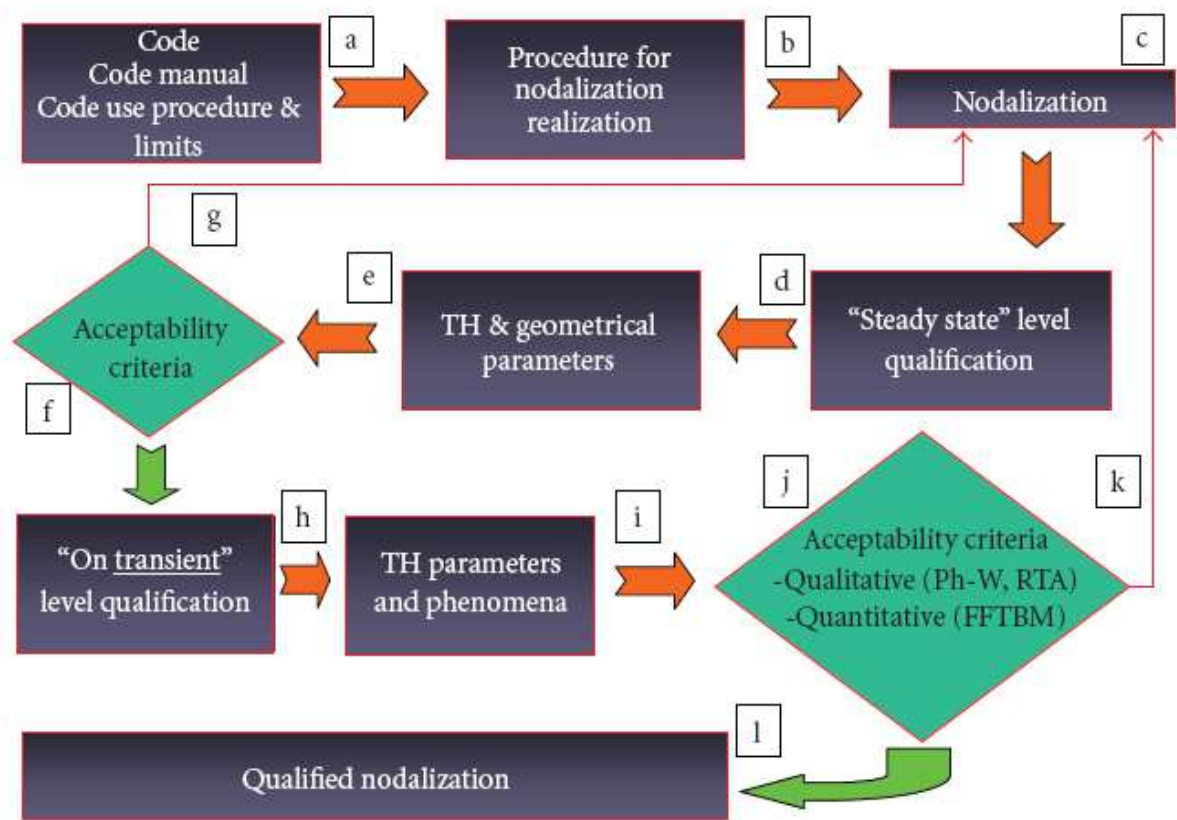 a
b
c
Code
Code manual
Code use procedure &
limits
Procedure for
nodalization
realization
Nodalization
g
e
d
Acceptability
criteria
TH & geometrical
parameters
“Steady state” level
qualification
f
h
i
j
k
“On transient”
level qualification
TH parameters
and phenomena
Acceptability criteria
-Qualitative (Ph-W, RTA)
-Quantitative (FFTBM)
l
Qualified nodalization